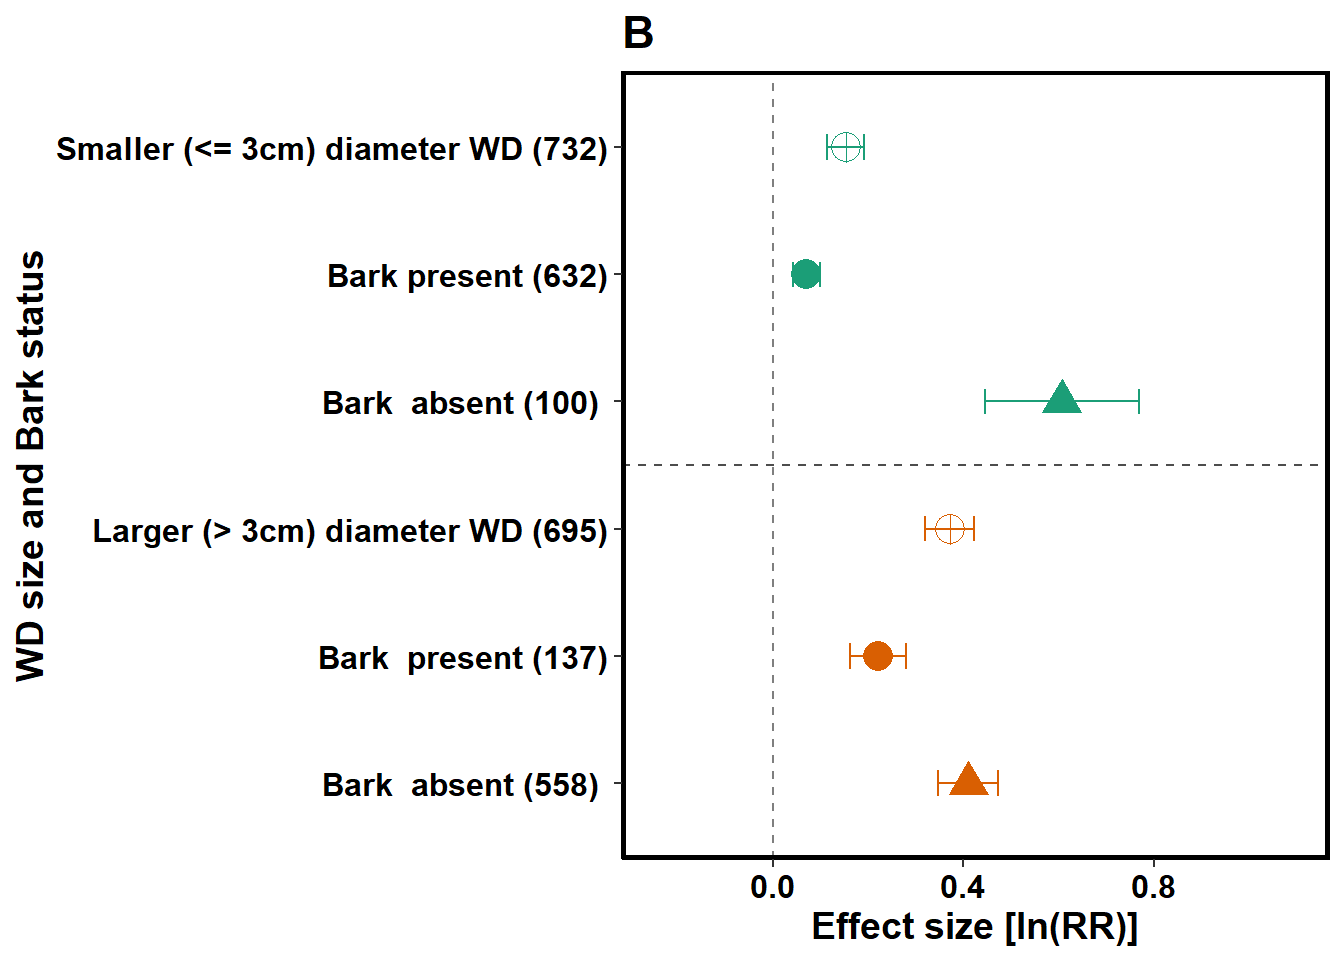 B
WD size and Bark status
Smaller (<= 3cm) diameter WD (732)
Bark present (632)
Bark  absent (100)
Larger (> 3cm) diameter WD (695)
Bark  present (137)
Bark  absent (558)
0.0 0.4 0.8
Effect size [ln(RR)]